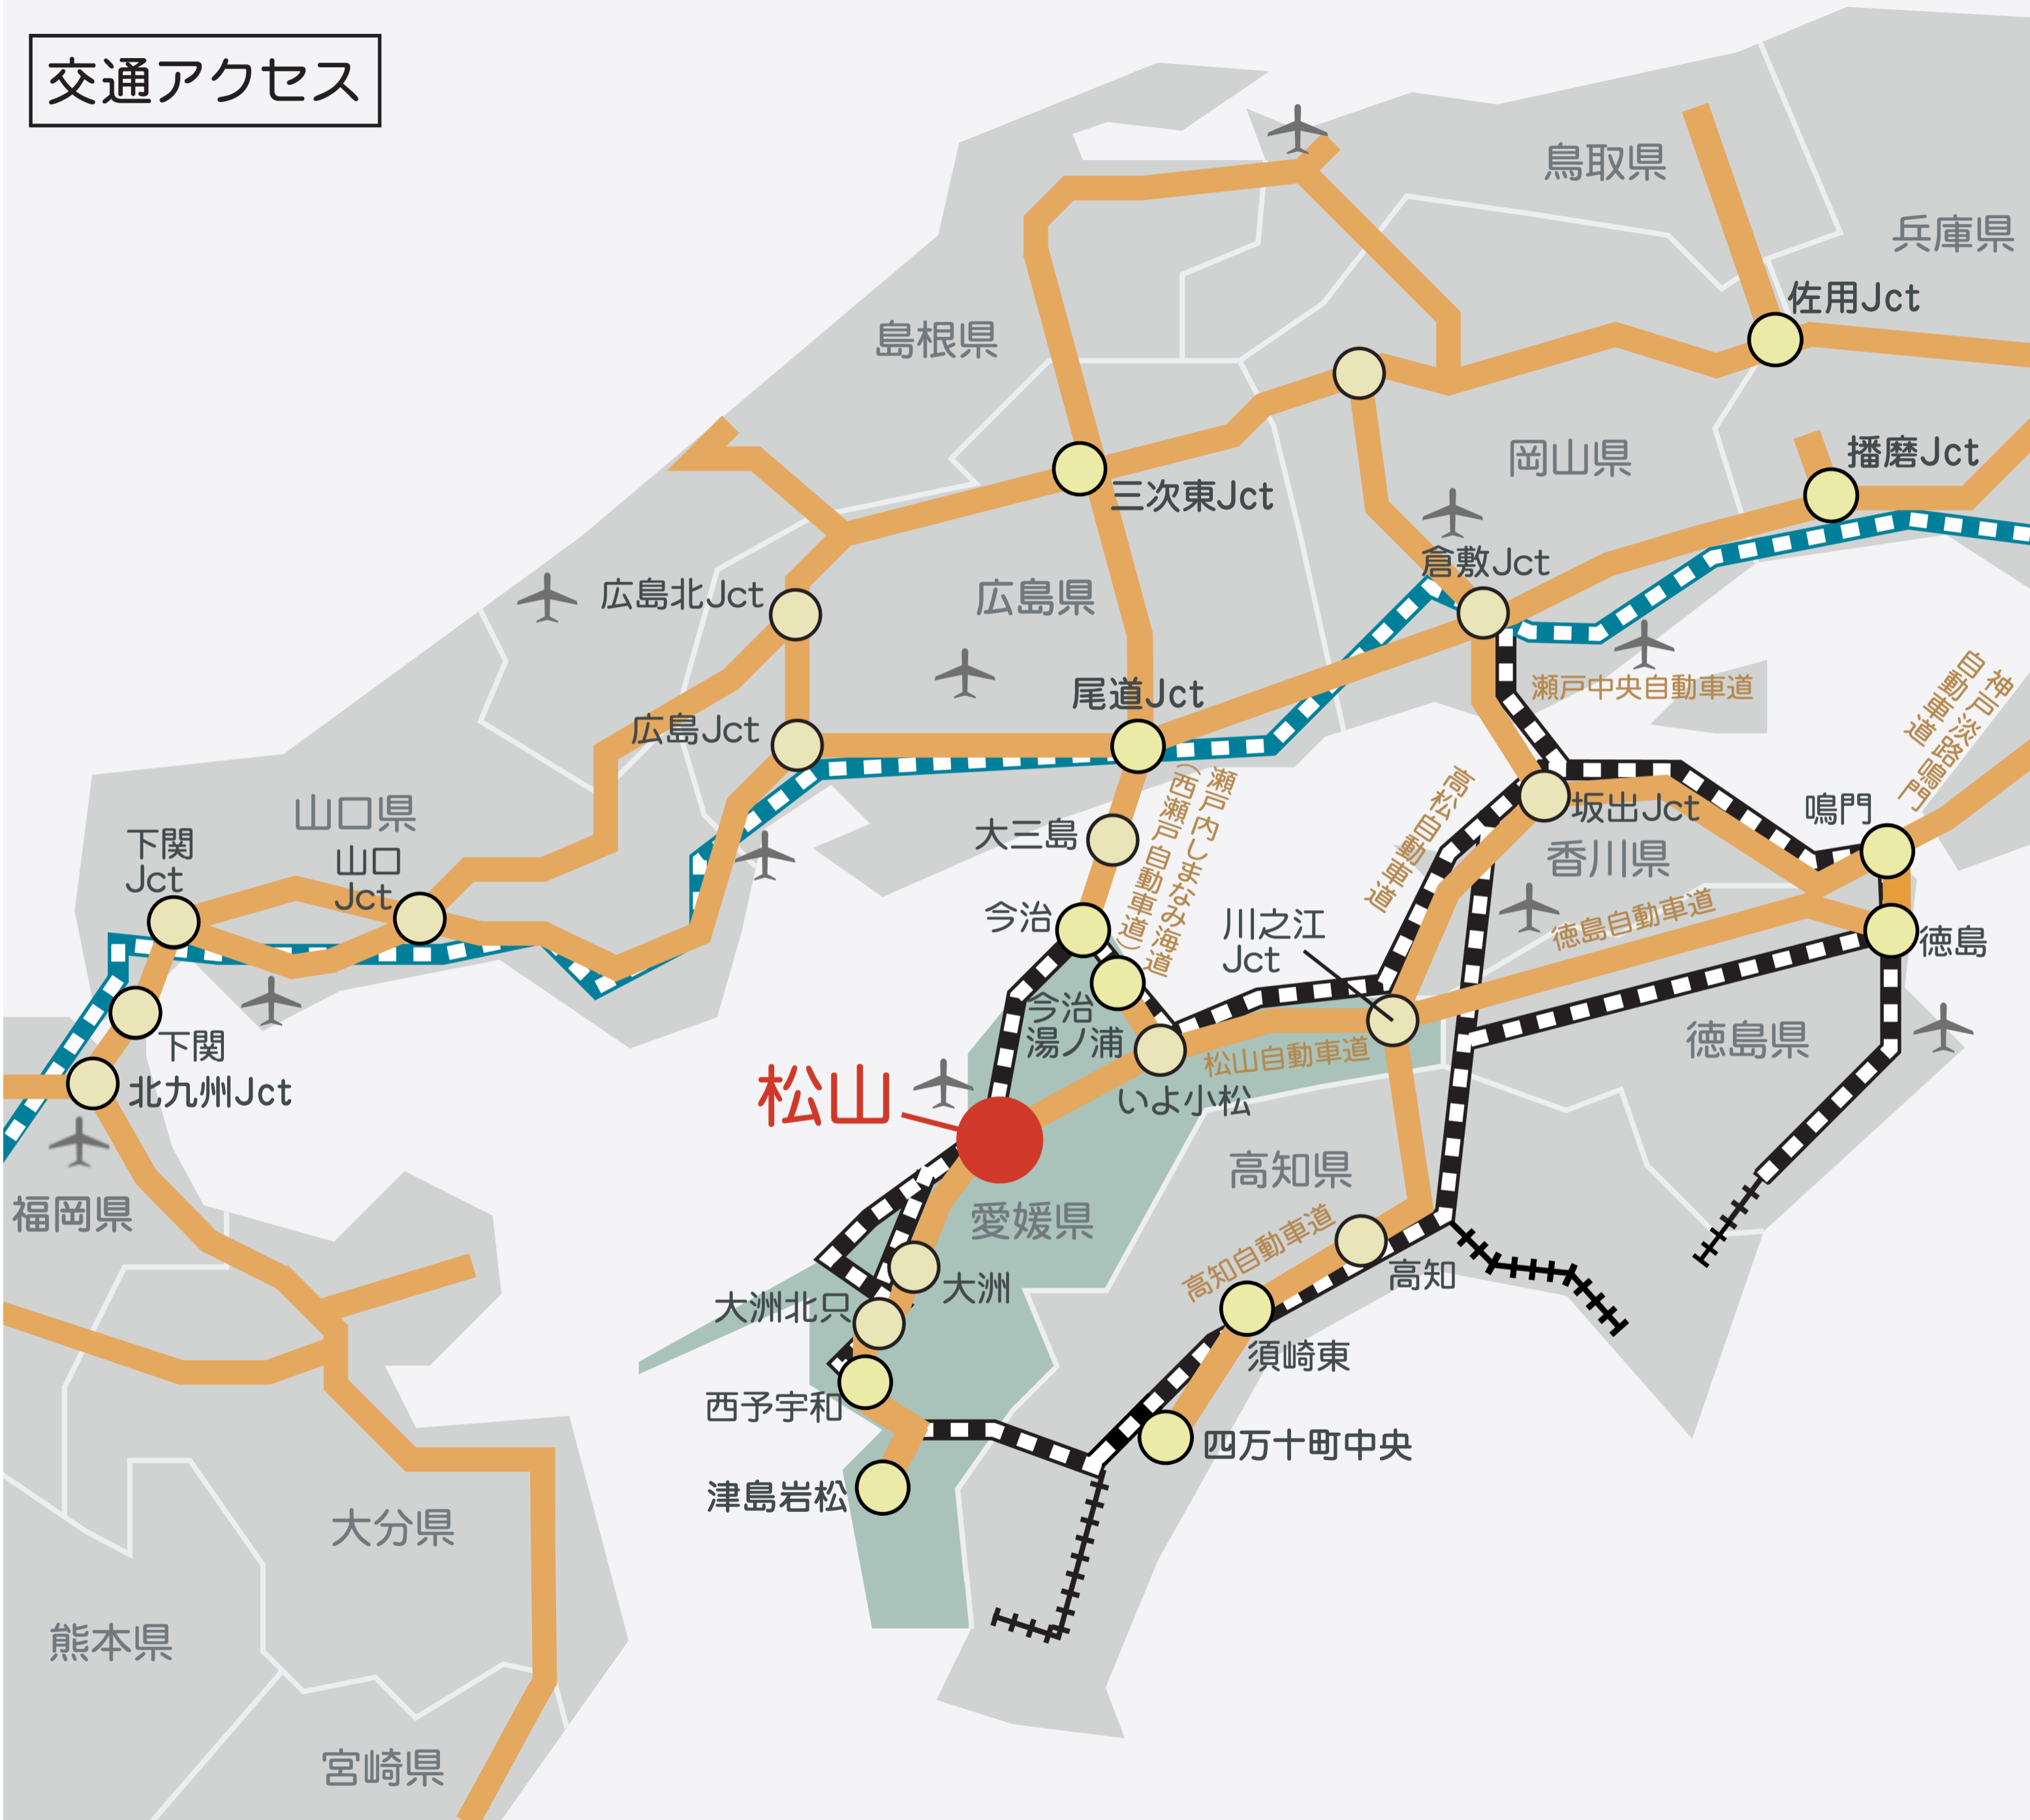 交通アクセス
鳥取県
兵庫県
佐用Jct
島根県
岡山県
播磨Jct
三次東Jct
倉敷Jct
広島北Jct
広島県
瀬戸中央自動車道
神戸淡路鳴門
自動車道
尾道Jct
広島Jct
瀬戸内しまなみ海道
（西瀬戸自動車道）
高松自動車道
坂出Jct
鳴門
山口県
下関
Jct
山口
Jct
大三島
香川県
今治
川之江
Jct
徳島自動車道
徳島
今治
湯ノ浦
下関
北九州Jct
松山自動車道
徳島県
松山
いよ小松
高知県
福岡県
愛媛県
高知自動車道
高知
大洲
大洲北只
須崎東
西予宇和
四万十町中央
津島岩松
大分県
熊本県
宮崎県